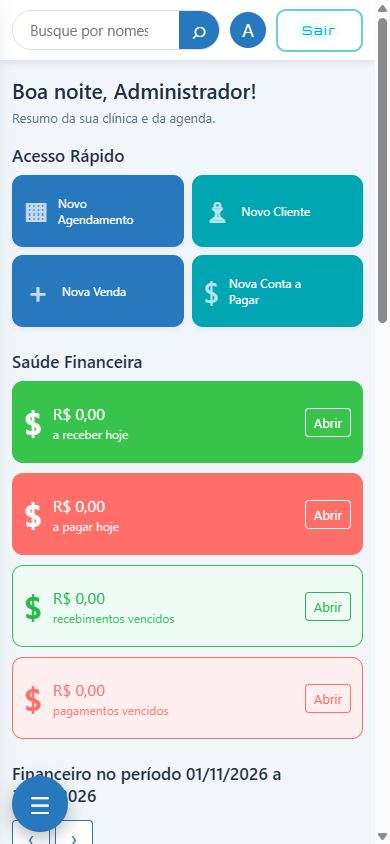 Busque por nomes
A
Sair
Boa noite, Administrador!
Resumo da sua clínica e da agenda.
Acesso Rápido
Novo
Agendamento
Novo Cliente
Nova Venda
$
Nova Conta a
Pagar
Saúde Financeira
$
R$ 0,00
a receber hoje
Abrir
$
R$ 0,00
a pagar hoje
Abrir
$
R$ 0,00
recebimentos vencidos
Abrir
$
R$ 0,00
pagamentos vencidos
Abrir
Financeiro no período 01/11/2026 a